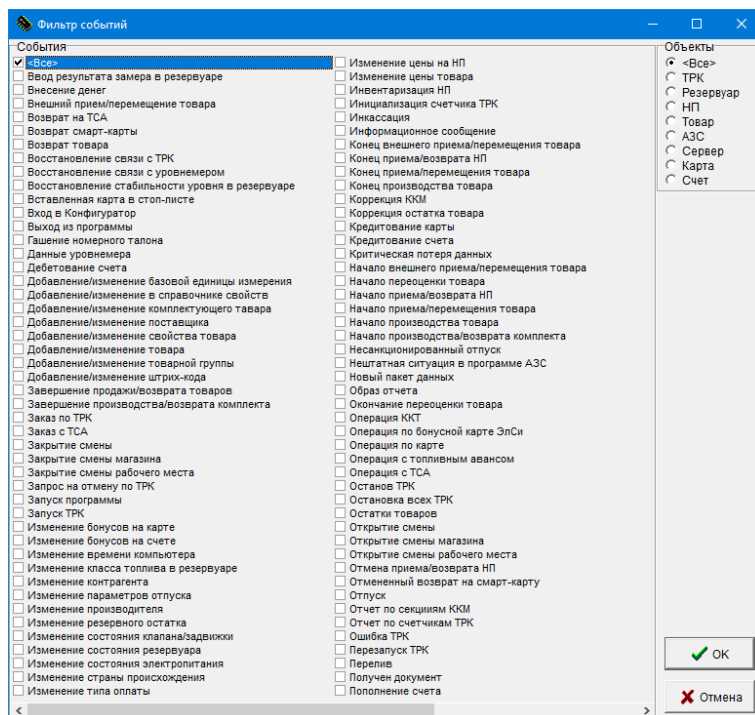 Фильтр событий
События
<Все>
Ввод результата замера в резервуаре
Внесение денег
Внешний прием/перемещение товара
Возврат на ТСА
Возврат смарт-карты
Возврат товара
Восстановление связи с ТРК
Восстановление связи с уровнемером
Восстановление стабильности уровня в резервуаре
Вставленная карта в стоп-листе
Вход в Конфигуратор
Выход из программы
Гашение номерного талона
Данные уровнемера
Дебетование счета
Добавление/изменение базовой единицы измерения
Добавление/изменение в справочнике свойств
Добавление/изменение комплектующего тавара
Добавление/изменение поставщика
Добавление/изменение свойства товара
Добавление/изменение товара
Добавление/изменение товарной группы
Добавление/изменение штрих-кода
Завершение продажи/возврата товаров
Завершение производства/возврата комплекта
Заказ по ТРК
Заказ с ТСА
Закрытие смены
Закрытие смены магазина
Закрытие смены рабочего места
Запрос на отмену по ТРК
Запуск программы
Запуск ТРК
Изменение бонусов на карте
Изменение бонусов на счете
Изменение времени компьютера
Изменение класса топлива в резервуаре
Изменение контрагента
Изменение параметров отпуска
Изменение производителя
Изменение резервного остатка
Изменение состояния клапана/задвижки
Изменение состояния резервуара
Изменение состояния электропитания
Изменение страны происхождения
Изменение типа оплаты
Изменение цены на НП
Изменение цены товара
Инвентаризация НП
Инициализация счетчика ТРК
Инкассация
Информационное сообщение
Конец внешнего приема/перемещения товара
Конец приема/возврата НП
Конец приема/перемещения товара
Конец производства товара
Коррекция ККМ
Коррекция остатка товара
Кредитование карты
Кредитование счета
Критическая потеря данных
Начало внешнего приема/перемещения товара
Начало переоценки товара
Начало приема/возврата НП
Начало приема/перемещения товара
Начало производства товара
Начало производства/возврата комплекта
Несанкционированный отпуск
Нештатная ситуация в программе АЗС
Новый пакет данных
Образ отчета
Окончание переоценки товара
Операция ККТ
Операция по бонусной карте ЭлСи
Операция по карте
Операция с топливным авансом
Операция с ТСА
Останов ТРК
Остановка всех ТРК
Остатки товаров
Открытие смены
Открытие смены магазина
Открытие смены рабочего места
Отмена приема/возврата НП
Отмененный возврат на смарт-карту
Отпуск
Отчет по секцииям ККМ
Отчет по счетчикам ТРК
Ошибка ТРК
Перезапуск ТРК
Перелив
Получен документ
Пополнение счета
Объекты
<Все>
ТРК
Резервуар
НП
Товар
АЗС
Сервер
Карта
Счет
OK
Отмена